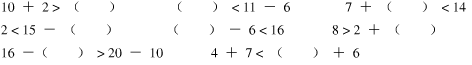 10 + 2 > (　　) (　　) < 11 - 6 7 + (　　) < 14
2 < 15 - (　　) (　　) - 6 < 16 8 > 2 + (　　)
16 - (　　) > 20 - 10 4 + 7 < (　　) + 6